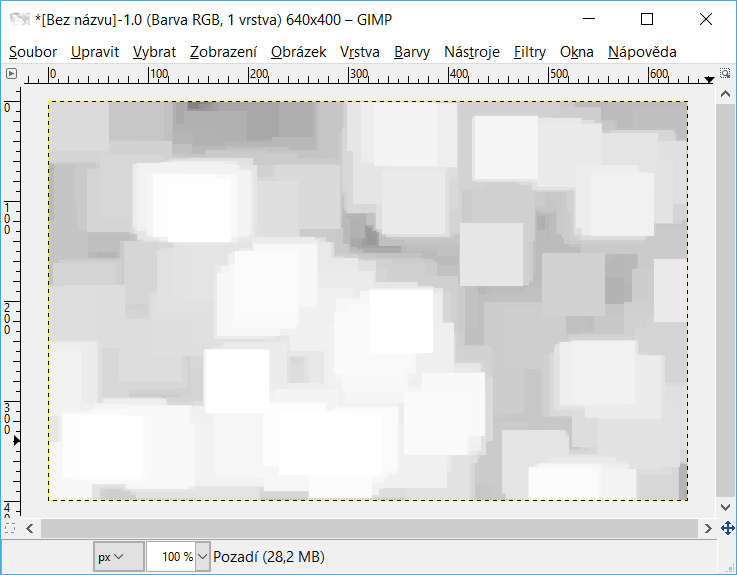 *[Bez názvu]-1.0 (Barva RGB, 1 vrstva) 640x400 – GIMP
Soubor Upravit Vybrat Zobrazení Obrázek Vrstva Barvy Nástroje Filtry Okna Nápověda
0 100 200 300 400 500 600
0
100
200
300
4
px 100 % Pozadí (28,2 MB)